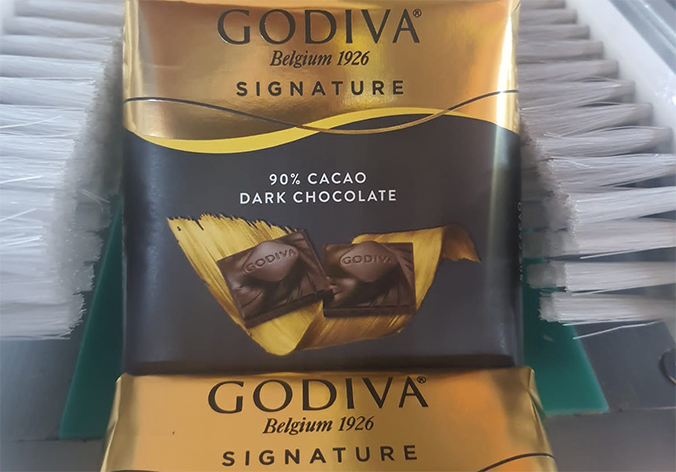 GODIVA®
Belgium 1926
SIGNATURE
90% CACAO
DARK CHOCOLATE
GODIVA
GODIVA
GODIVA®
Belgium 1926
SIGNATURE